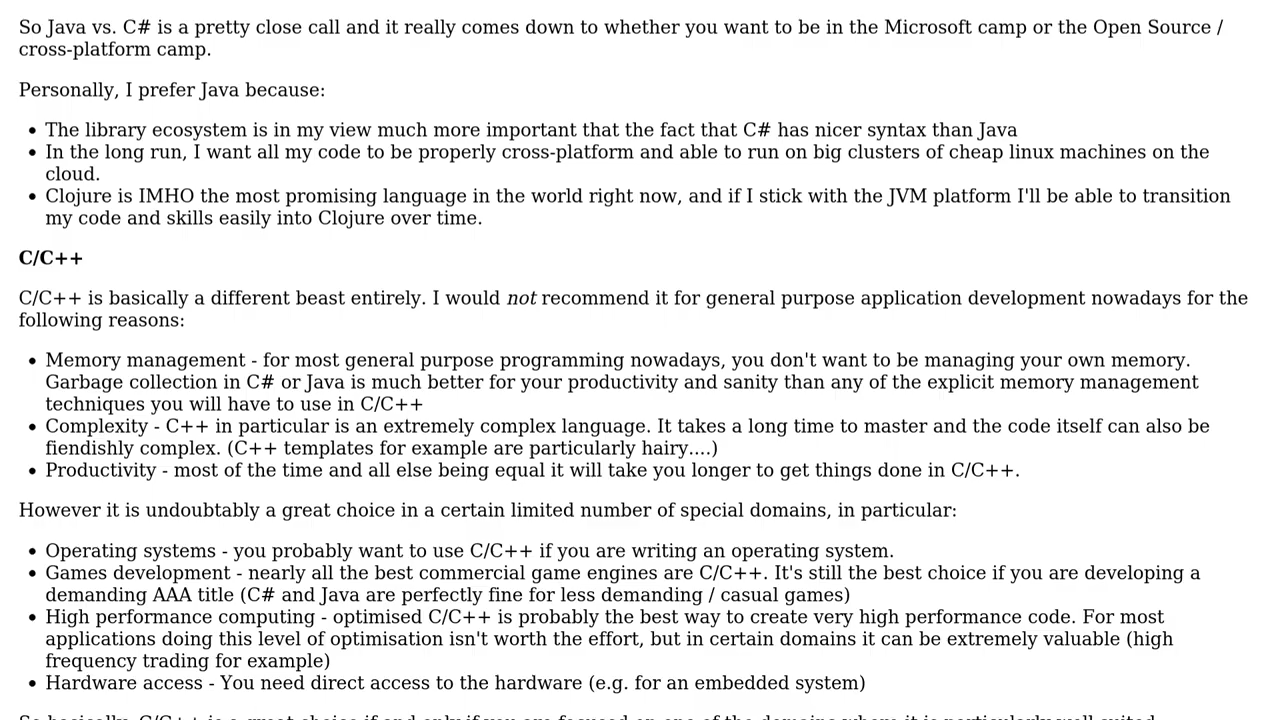 So Java vs. C# is a pretty close call and it really comes down to whether you want to be in the Microsoft camp or the Open Source /
cross-platform camp.
Personally, I prefer Java because:
• The library ecosystem is in my view much more important that the fact that C# has nicer syntax than Java
• In the long run, I want all my code to be properly cross-platform and able to run on big clusters of cheap linux machines on the
cloud.
• Clojure is IMHO the most promising language in the world right now, and if I stick with the JVM platform I'll be able to transition
my code and skills easily into Clojure over time.
C/C++
C/C++ is basically a different beast entirely. I would not recommend it for general purpose application development nowadays for the
following reasons:
• Memory management - for most general purpose programming nowadays, you don't want to be managing your own memory.
Garbage collection in C# or Java is much better for your productivity and sanity than any of the explicit memory management
techniques you will have to use in C/C++
• Complexity - C++ in particular is an extremely complex language. It takes a long time to master and the code itself can also be
fiendishly complex. (C++ templates for example are particularly hairy....)
• Productivity - most of the time and all else being equal it will take you longer to get things done in C/C++.
However it is undoubtably a great choice in a certain limited number of special domains, in particular:
• Operating systems - you probably want to use C/C++ if you are writing an operating system.
• Games development - nearly all the best commercial game engines are C/C++. It's still the best choice if you are developing a
demanding AAA title (C# and Java are perfectly fine for less demanding / casual games)
• High performance computing - optimised C/C++ is probably the best way to create very high performance code. For most
applications doing this level of optimisation isn't worth the effort, but in certain domains it can be extremely valuable (high
frequency trading for example)
• Hardware access - You need direct access to the hardware (e.g. for an embedded system)